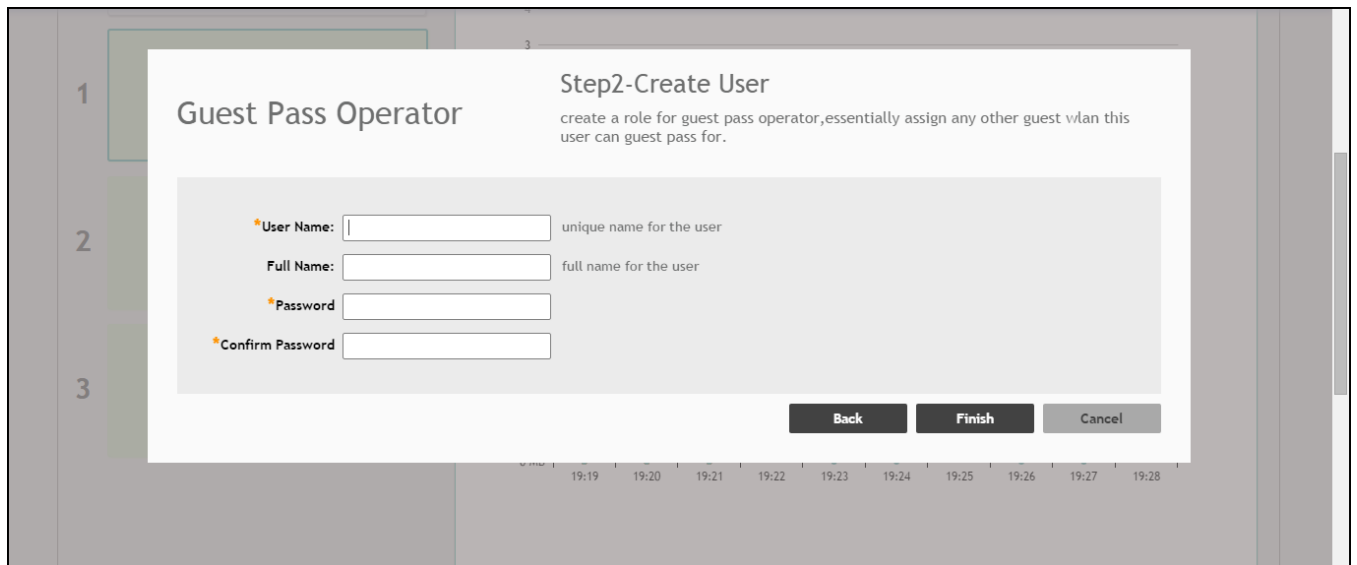 4
3
1
2
3
Guest Pass Operator
Step2-Create User
create a role for guest pass operator,essentially assign any other guest wlan this
user can guest pass for.
*User Name:
unique name for the user
Full Name:
full name for the user
*Password
*Confirm Password
Back
Finish
Cancel
0 MB
19:19 19:20 19:21 19:22 19:23 19:24 19:25 19:26 19:27 19:28